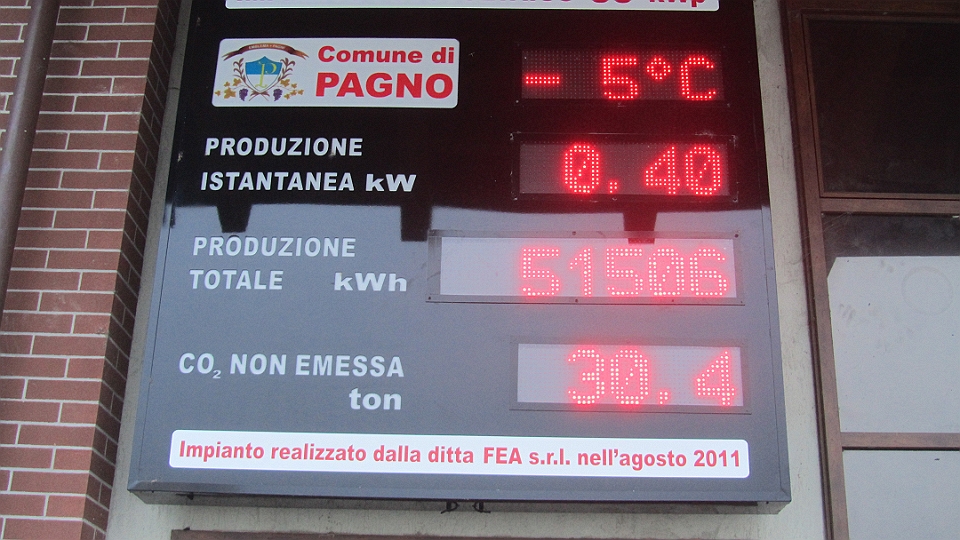 kWp
Comune di
PAGNO
- 5°C
PRODUZIONE
ISTANTANEA kW
0.40
PRODUZIONE
TOTALE kWh
51506
CO2 NON EMESSA
ton
30.4
Impianto realizzato dalla ditta FEA s.r.l. nell'agosto 2011